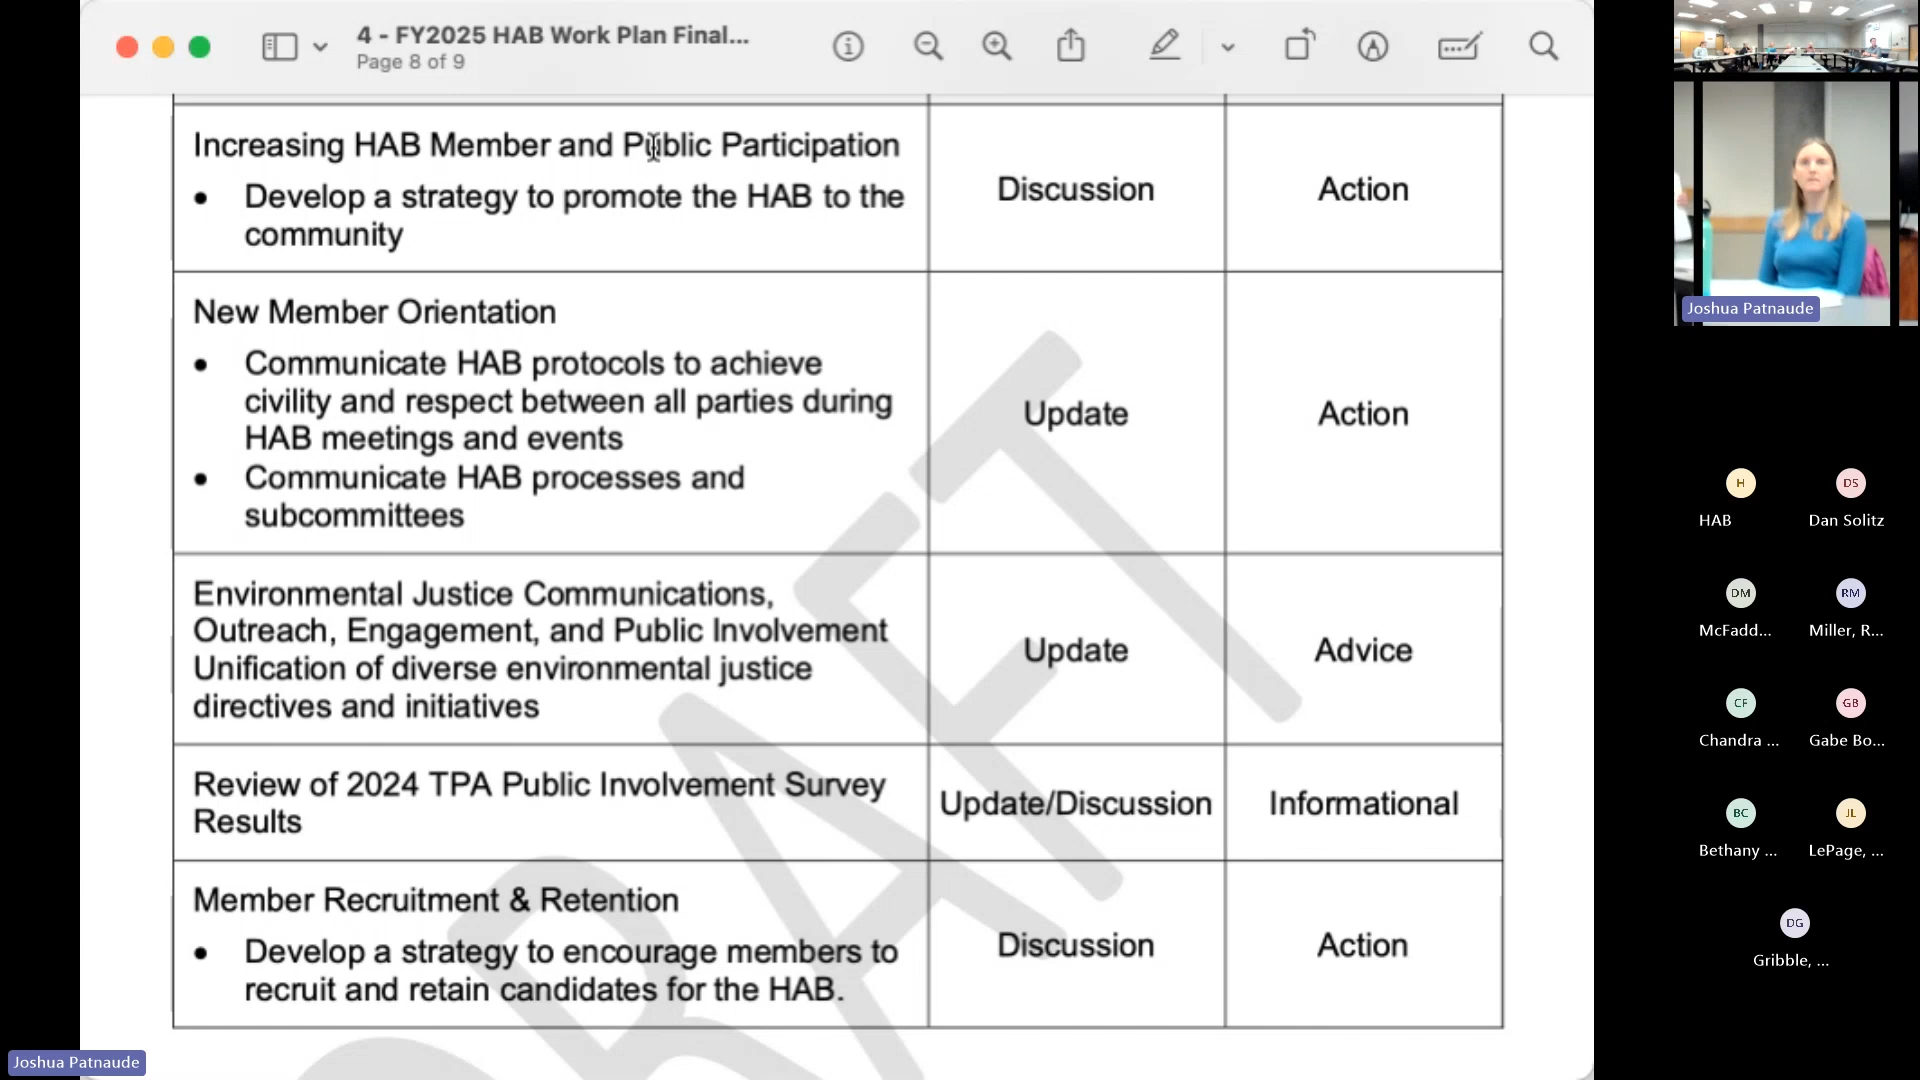 4 - FY2025 HAB Work Plan Final...
Page 8 of 9
Increasing HAB Member and Public Participation
• Develop a strategy to promote the HAB to the
community
Discussion
Action
New Member Orientation
• Communicate HAB protocols to achieve
civility and respect between all parties during
HAB meetings and events
• Communicate HAB processes and
subcommittees
Update
Action
Environmental Justice Communications,
Outreach, Engagement, and Public Involvement
Unification of diverse environmental justice
directives and initiatives
Update
Advice
Review of 2024 TPA Public Involvement Survey
Results
Update/Discussion
Informational
Member Recruitment & Retention
• Develop a strategy to encourage members to
recruit and retain candidates for the HAB.
Discussion
Action
DRAFT
Joshua Patnaude
Joshua Patnaude
H
HAB
DS
Dan Solitz
DM
McFadd...
RM
Miller, R...
CF
Chandra ...
GB
Gabe Bo...
BC
Bethany ...
JL
LePage, ...
DG
Gribble, ...